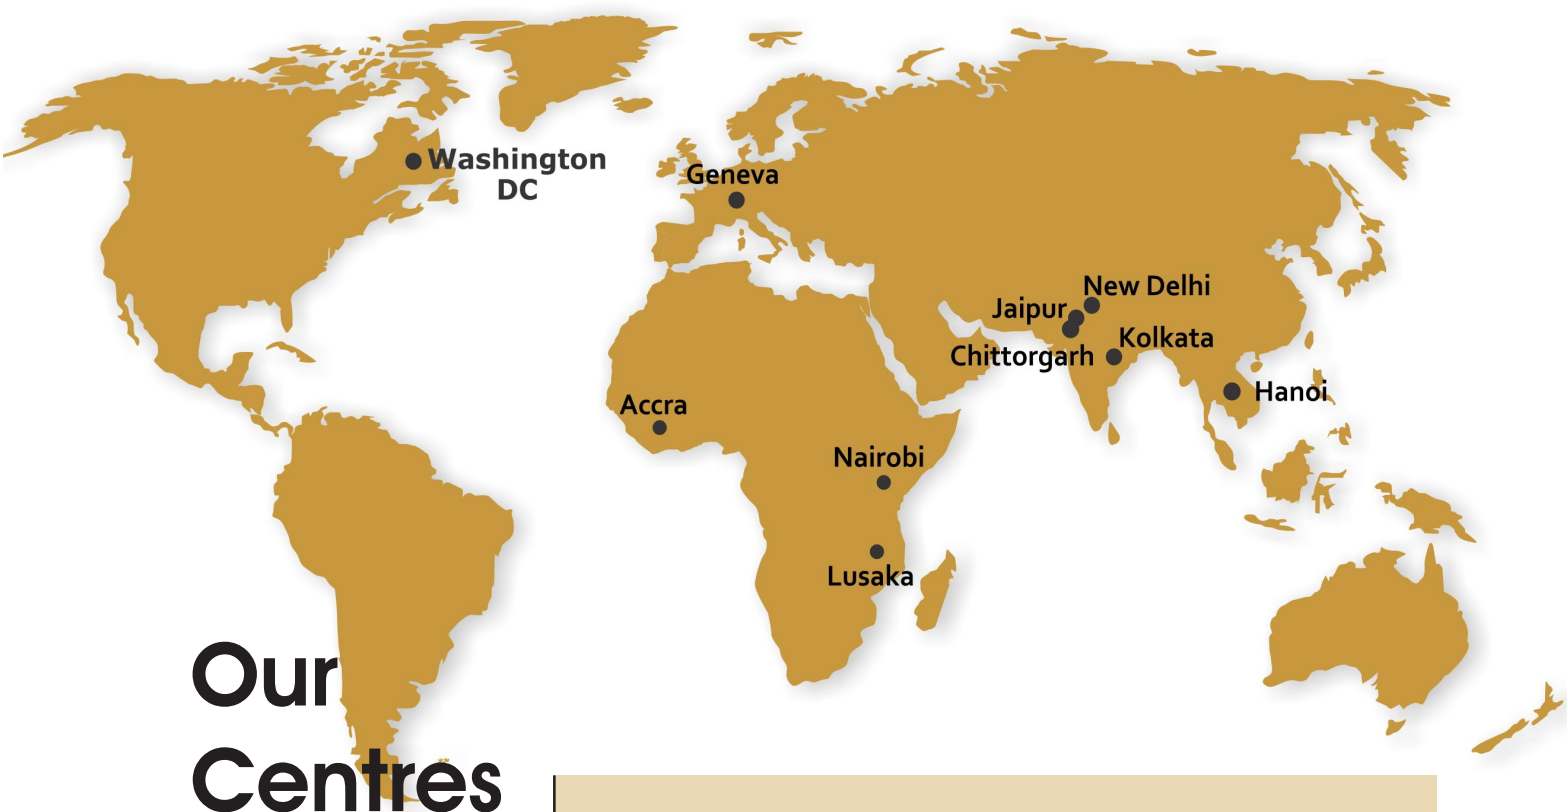 Washington
DC
Geneva
New Delhi
Jaipur
Kolkata
Chittorgarh
Hanoi
Accra
Nairobi
Lusaka
Our
Centres